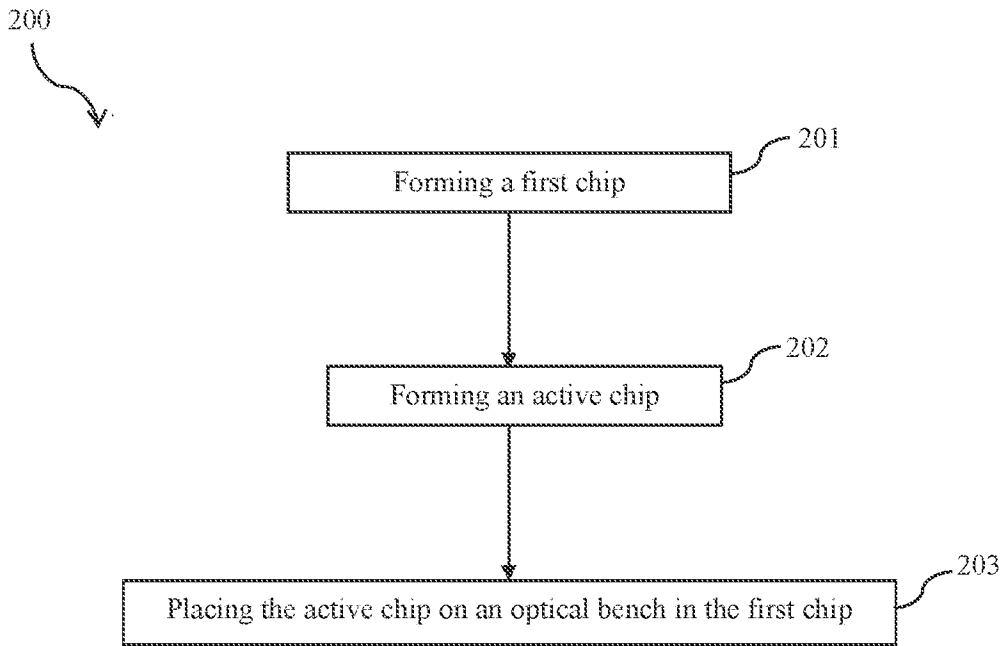 200
201
Forming a first chip
202
Forming an active chip
203
Placing the active chip on an optical bench in the first chip